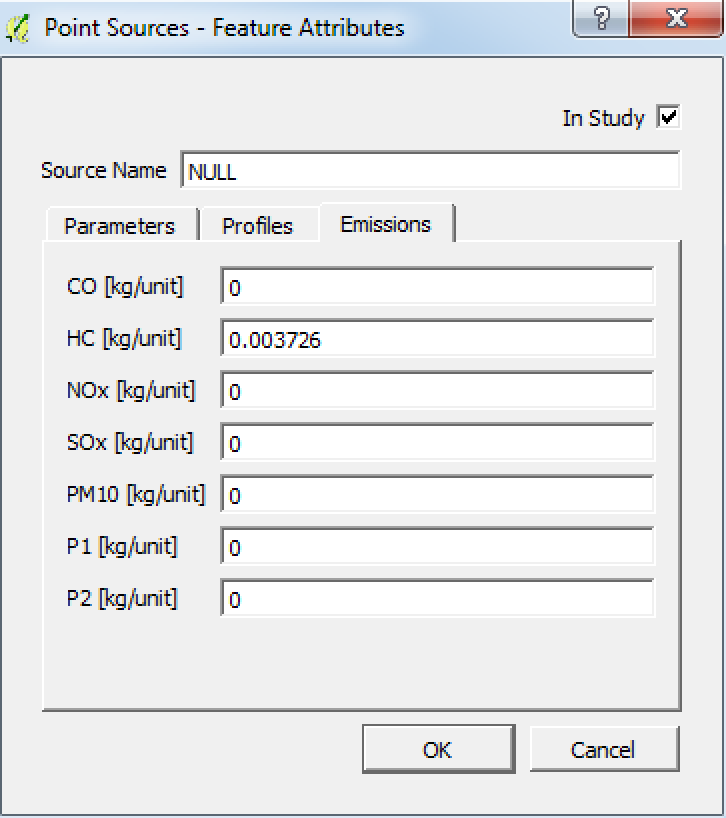 Point Sources - Feature Attributes
?
X
In Study
Source Name NULL
Parameters Profiles Emissions
CO [kg/unit] 0
HC [kg/unit] 0.003726
NOx [kg/unit] 0
SOx [kg/unit] 0
PM10 [kg/unit] 0
P1 [kg/unit] 0
P2 [kg/unit] 0
OK Cancel